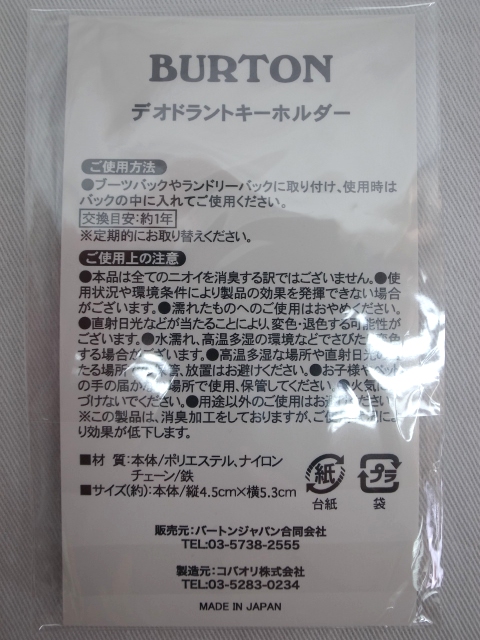 BURTON
デオドラントキーホルダー
ご使用方法
●ブーツバックやランドリーバックに取り付け、使用時は
バックの中に入れてご使用ください。
交換目安:約1年
※定期的にお取り替えください。
ご使用上の注意
●本品は全てのニオイを消臭する訳ではございません。●使
用状況や環境条件により製品の効果を発揮できない場合
がございます。●濡れたものへのご使用はおやめください。
●直射日光などが当たることにより、変色・退色する可能性が
ございます。●水濡れ、高温多湿の環境などでさびた
する場合がございます。●高温多湿な場所や直射日光の
たる場所で 管、放置はお避けください。●お子様や ペット
の手の届か 場所で使用、保管してください。 火気に
づけないでください。●用途以外のご使用はお
※この製品は、消臭加工をしておりますが、ご使用 に
り効果が低下します。
■材 質:本体/ポリエステル、ナイロン
チェーン/鉄
■サイズ(約):本体/縦4.5cm×横5.3cm
紙
台紙
プラ
袋
販売元:バートンジャパン合同会社
TEL:03-5738-2555
製造元:コバオリ株式会社
TEL:03-5283-0234
MADE IN JAPAN